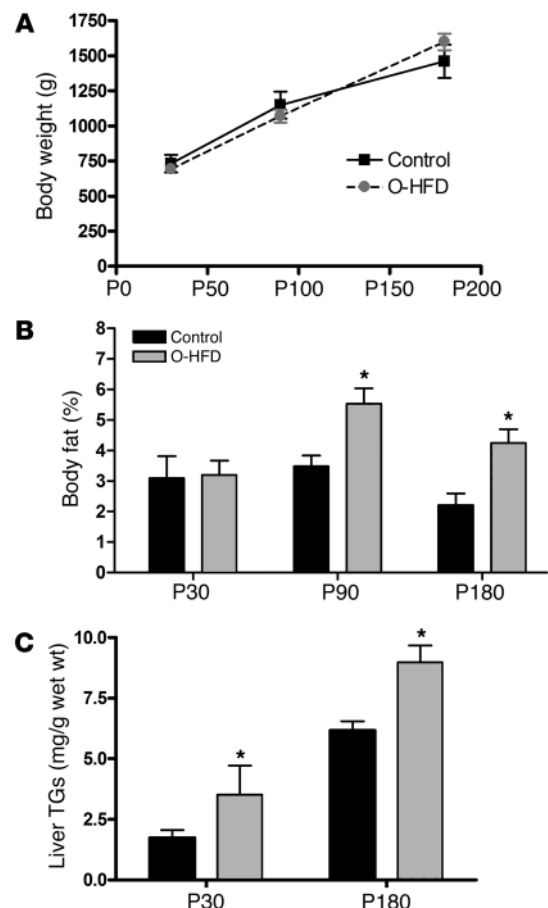 A
Body weight (g)
1750
1500
1250
1000
750
500
250
0
Control
O-HFD
P0 P50 P100 P150 P200
B
Body fat (%)
8
7
6
5
4
3
2
1
0
Control
O-HFD
*
*
P30 P90 P180
C
Liver TGs (mg/g wet wt)
10.0
7.5
5.0
2.5
0.0
*
*
P30 P180